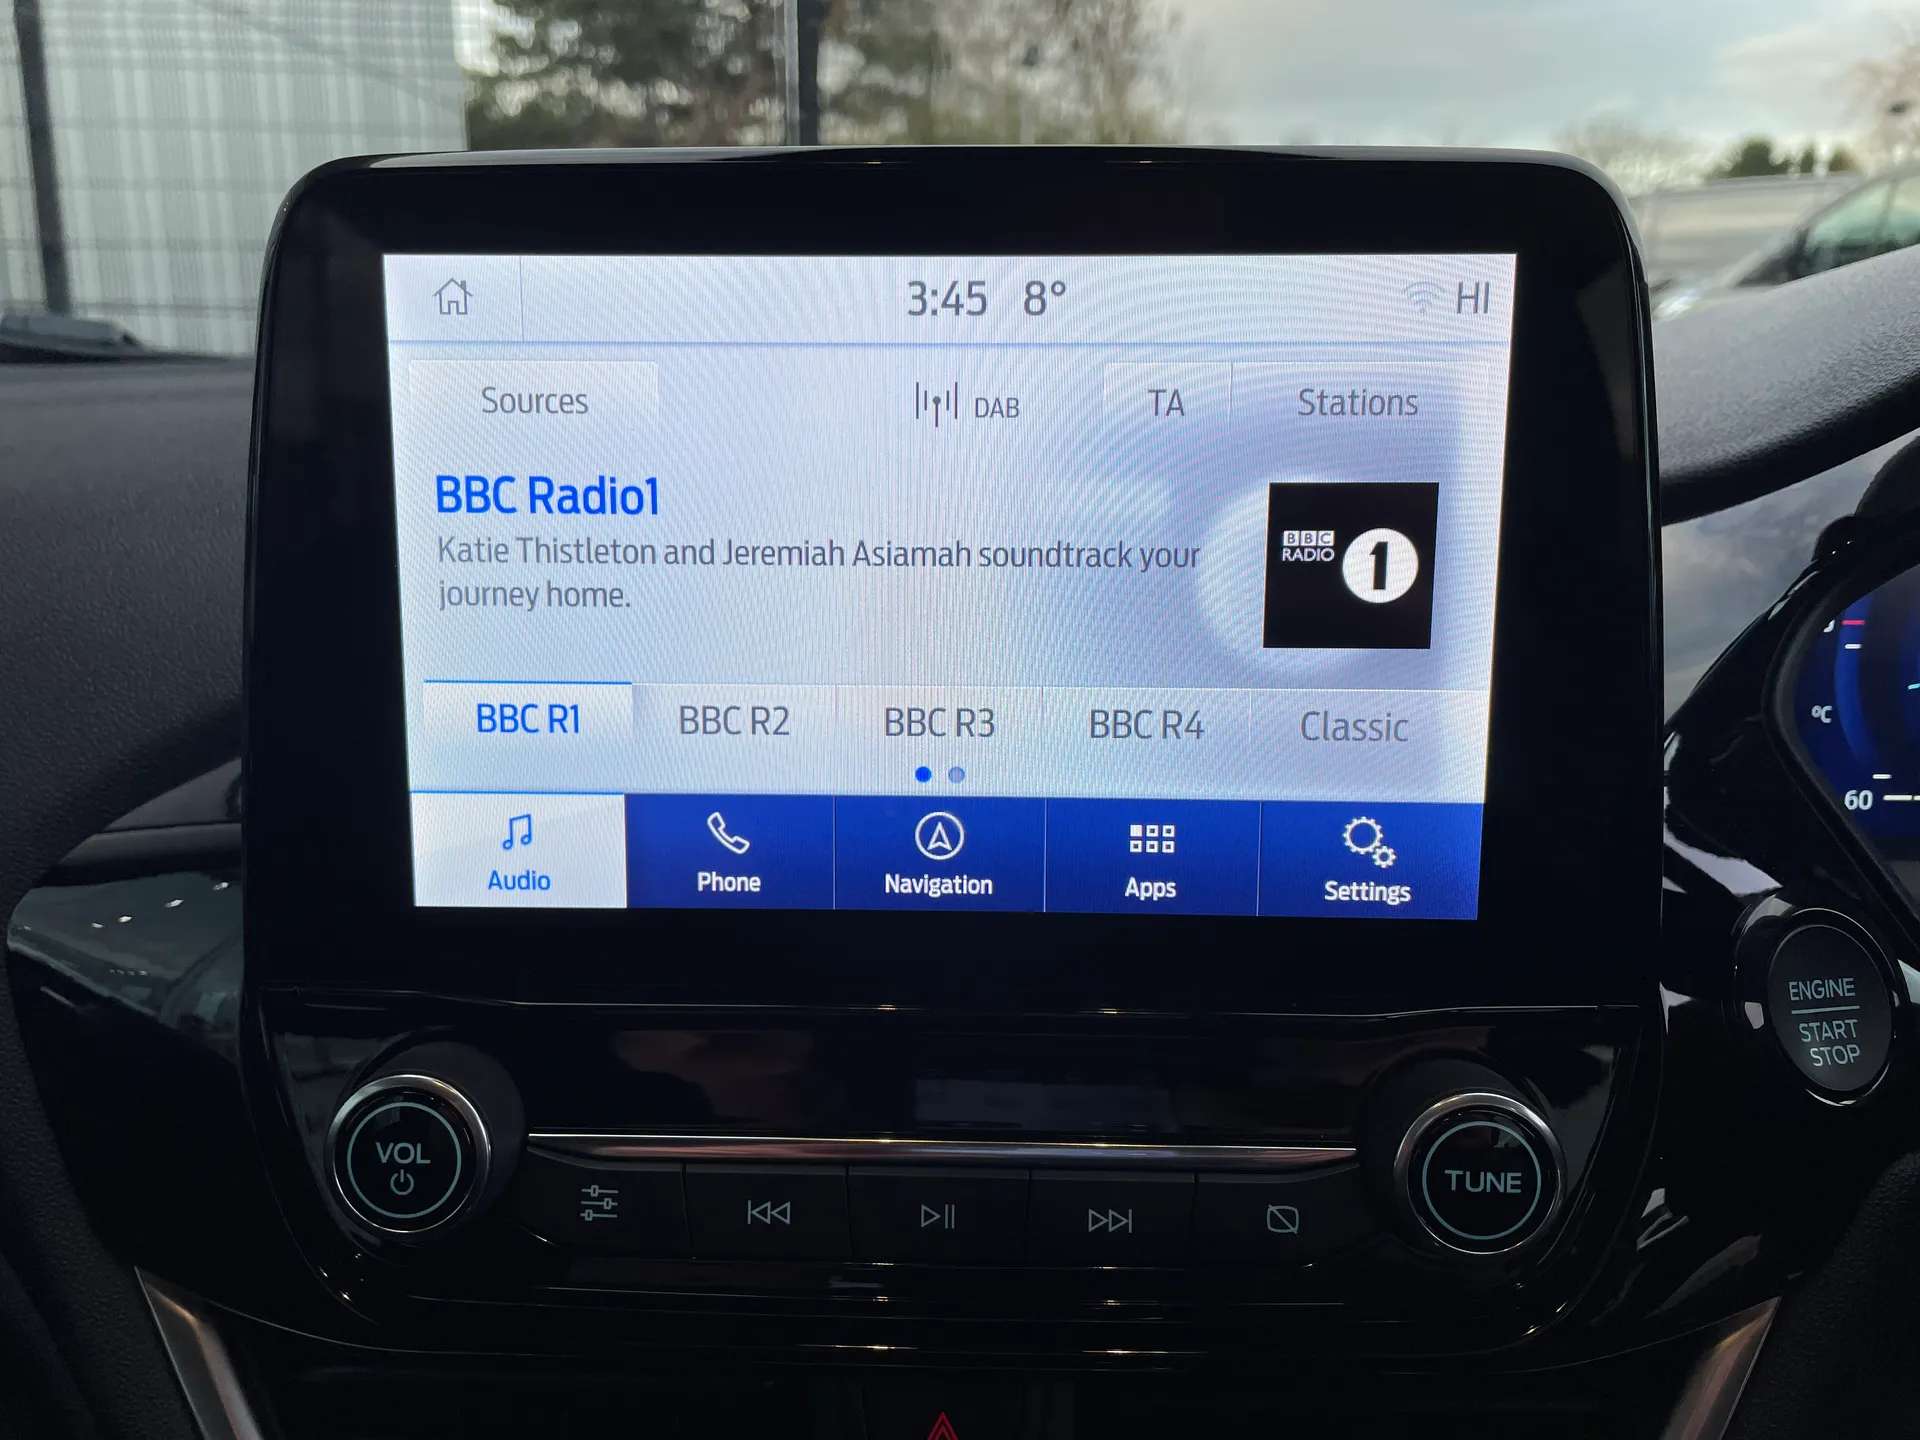 3:45 8° HI
Sources DAB TA Stations
BBC Radio1
Katie Thistleton and Jeremiah Asiamah soundtrack your
journey home.
BBC
RADIO
1
BBC R1 BBC R2 BBC R3 BBC R4 Classic
Audio Phone Navigation Apps Settings
°C
60
ENGINE
START
STOP
VOL
TUNE